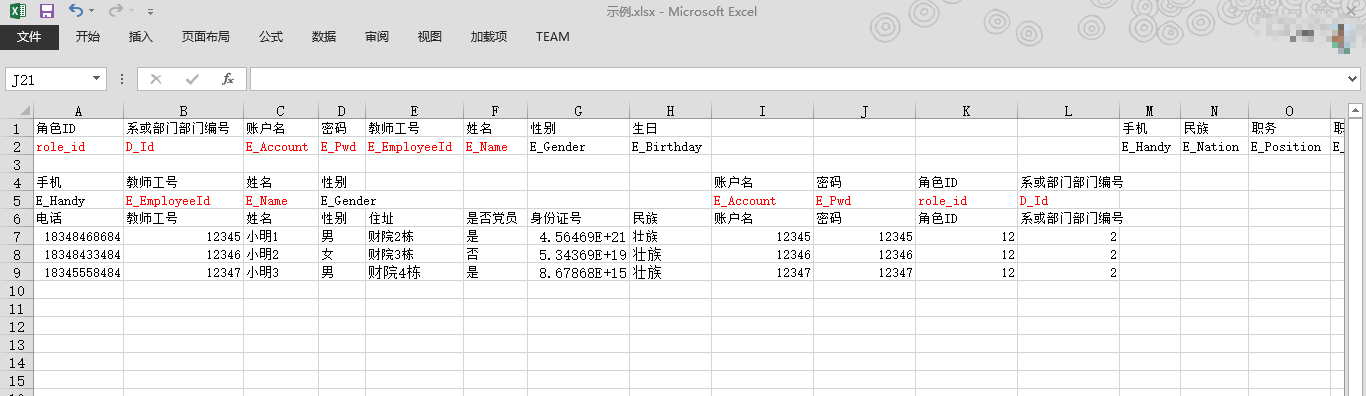 示例.xlsx - Microsoft Excel
文件 开始 插入 页面布局 公式 数据 审阅 视图 加载项 TEAM
J21 fx
A B C D E F G H I J K L M N O
1 角色ID 系或部门部门编号 账户名 密码 教师工号 姓名 性别 生日 手机 民族 职务 职
2 role_id D_Id E_Account E_Pwd E_EmployeeId E_Name E_Gender E_Birthday E_Handy E_Nation E_Position E_
3
4 手机 教师工号 姓名 性别 账户名 密码 角色ID 系或部门部门编号
5 E_Handy E_EmployeeId E_Name E_Gender E_Account E_Pwd role_id D_Id
6 电话 教师工号 姓名 性别 住址 是否党员 身份证号 民族 账户名 密码 角色ID 系或部门部门编号
7 18348468684 12345 小明1 男 财院2栋 是 4.56469E+21 壮族 12345 12345 12 2
8 18348433484 12346 小明2 女 财院3栋 否 5.34369E+19 壮族 12346 12346 12 2
9 18345558484 12347 小明3 男 财院4栋 是 8.67868E+15 壮族 12347 12347 12 2
10
11
12
13
14
15